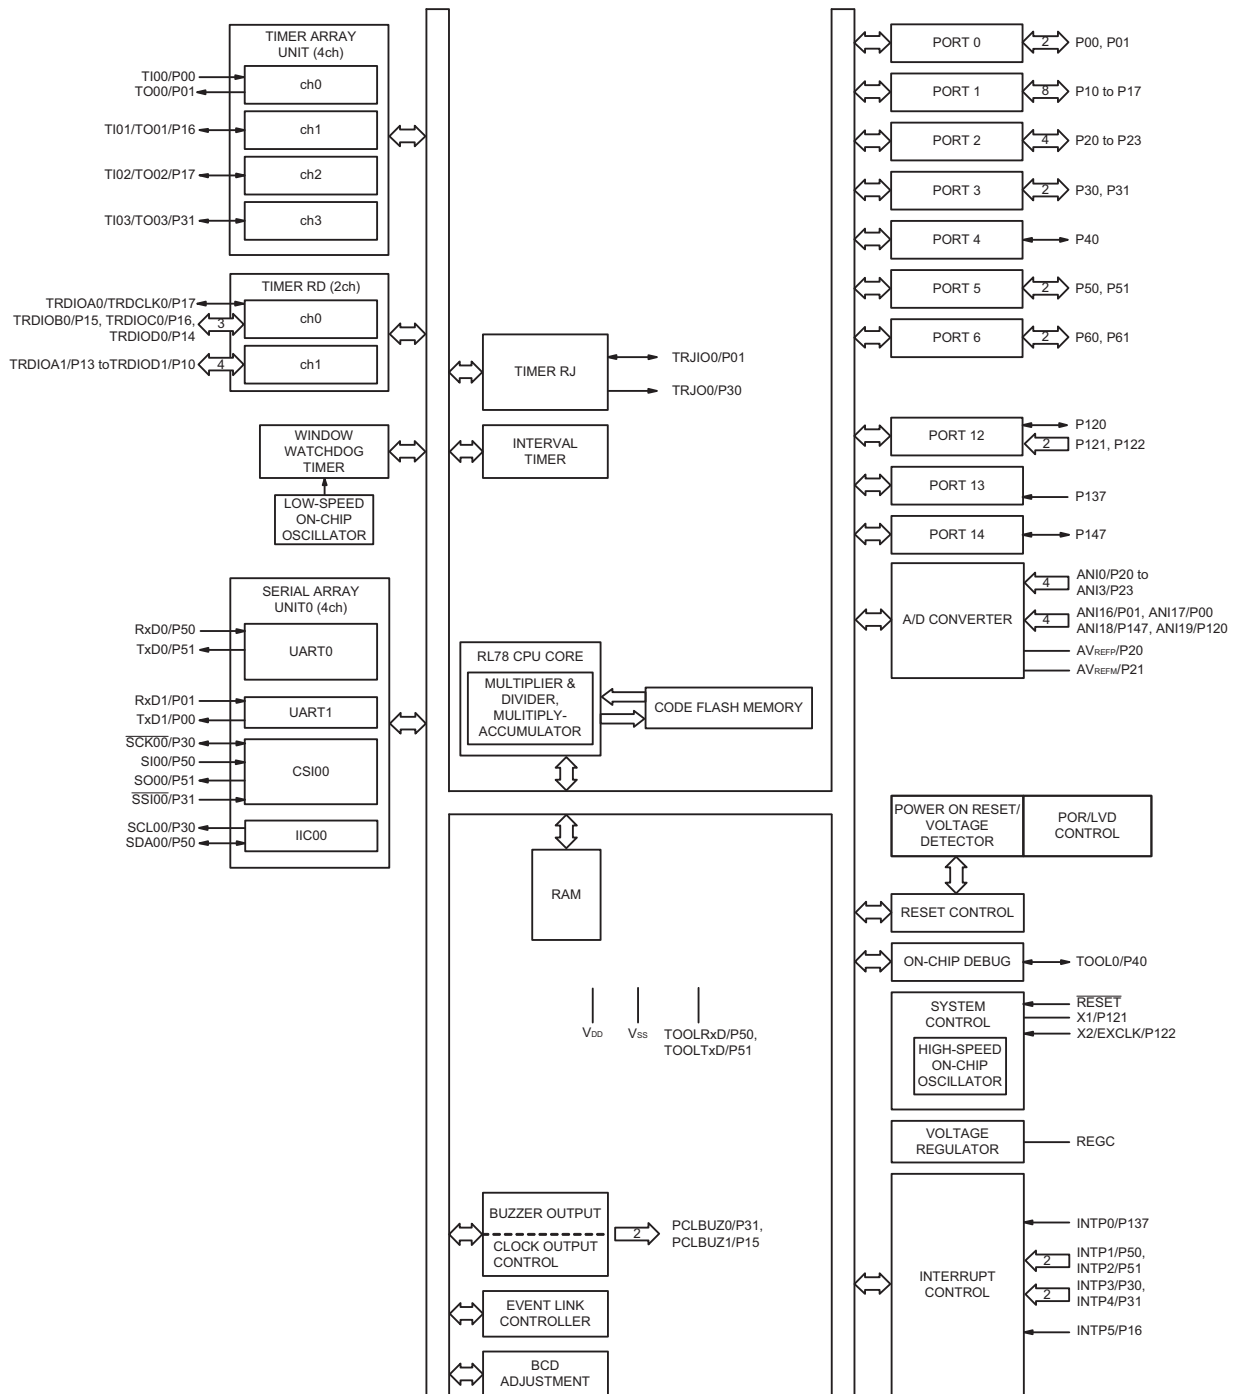 TIMER ARRAY
UNIT (4ch)
TI00/P00
TO00/P01
ch0
TI01/TO01/P16
ch1
TI02/TO02/P17
ch2
TI03/TO03/P31
ch3
TIMER RD (2ch)
TRDIOA0/TRDCLK0/P17
TRDIOB0/P15, TRDIOC0/P16,
TRDIOD0/P14
3
ch0
TRDIOA1/P13 toTRDIOD1/P10
4
ch1
WINDOW
WATCHDOG
TIMER
LOW-SPEED
ON-CHIP
OSCILLATOR
SERIAL ARRAY
UNIT0 (4ch)
RxD0/P50
TxD0/P51
UART0
RxD1/P01
TxD1/P00
UART1
SCK00/P30
SI00/P50
SO00/P51
SSI00/P31
CSI00
SCL00/P30
SDA00/P50
IIC00
TIMER RJ
TRJIO0/P01
TRJO0/P30
INTERVAL
TIMER
RL78 CPU CORE
MULTIPLIER &
DIVIDER,
MULITIPLY-
ACCUMULATOR
CODE FLASH MEMORY
RAM
VDD
VSS
TOOLRxD/P50,
TOOLTxD/P51
BUZZER OUTPUT
CLOCK OUTPUT
CONTROL
2
PCLBUZ0/P31,
PCLBUZ1/P15
EVENT LINK
CONTROLLER
BCD
ADJUSTMENT
PORT 0
2
P00, P01
PORT 1
8
P10 to P17
PORT 2
4
P20 to P23
PORT 3
2
P30, P31
PORT 4
P40
PORT 5
2
P50, P51
PORT 6
2
P60, P61
PORT 12
P120
2
P121, P122
PORT 13
P137
PORT 14
P147
A/D CONVERTER
4
ANI0/P20 to
ANI3/P23
4
ANI16/P01, ANI17/P00
ANI18/P147, ANI19/P120
AVREFP/P20
AVREFM/P21
POWER ON RESET/
VOLTAGE
DETECTOR
POR/LVD
CONTROL
RESET CONTROL
ON-CHIP DEBUG
TOOL0/P40
SYSTEM
CONTROL
HIGH-SPEED
ON-CHIP
OSCILLATOR
RESET
X1/P121
X2/EXCLK/P122
VOLTAGE
REGULATOR
REGC
INTERRUPT
CONTROL
INTP0/P137
2
INTP1/P50,
INTP2/P51
2
INTP3/P30,
INTP4/P31
INTP5/P16